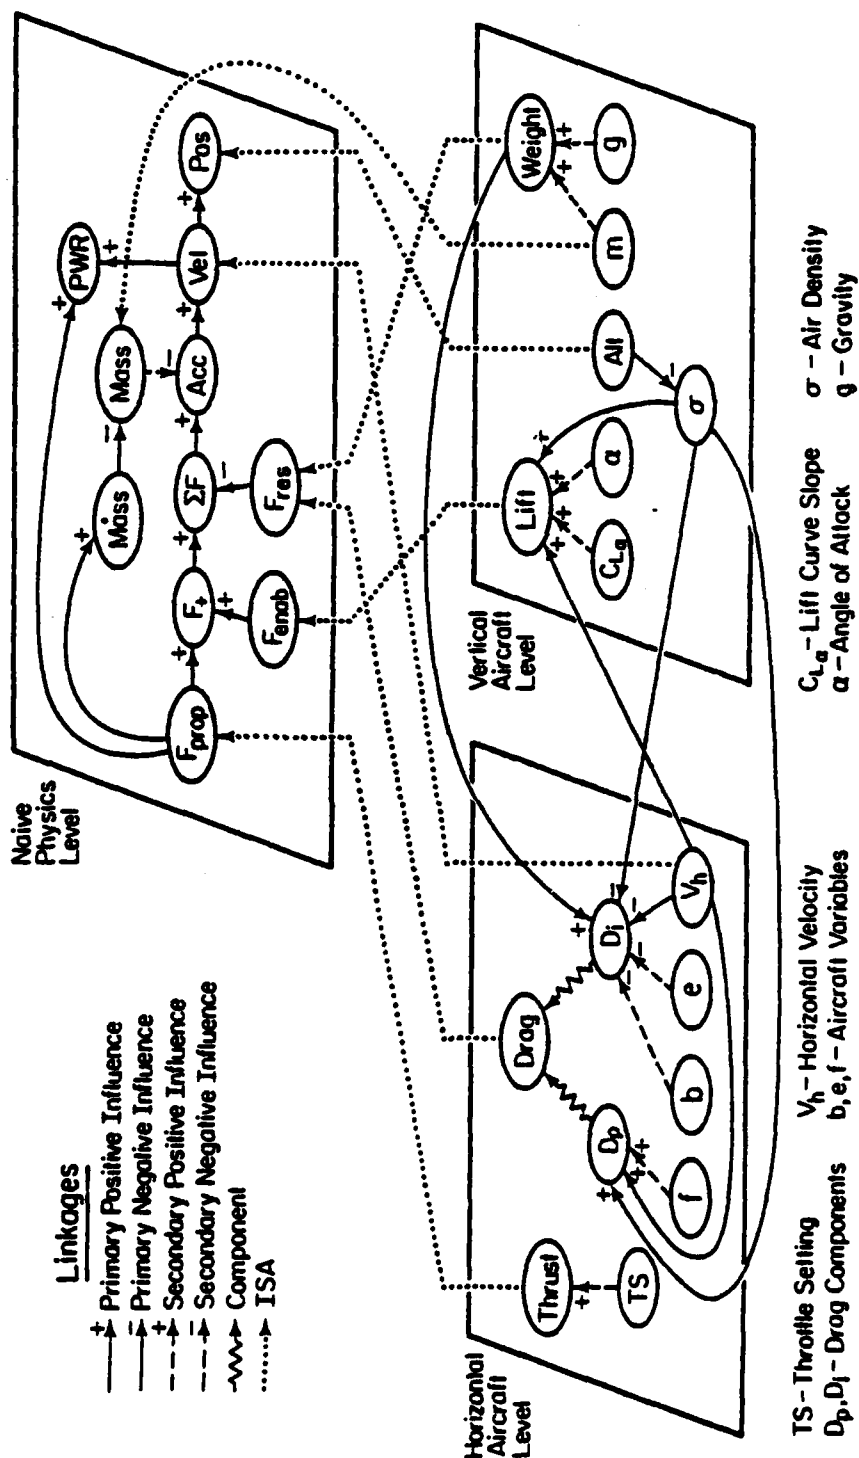 Linkages
+ Primary Positive Influence
− Primary Negative Influence
+ Secondary Positive Influence
− Secondary Negative Influence
Component
ISA
Naive
Physics
Level
Fprop
Ṁass
Mass
PWR
F+
ΣF
Acc
Vel
Pos
Fenab
Fres
Horizontal
Aircraft
Level
Thrust
TS
Drag
Dp
Di
f
b
e
Vh
Vertical
Aircraft
Level
Lift
CLα
α
σ
Alt
m
Weight
g
TS – Throttle Setting
Dp, Di – Drag Components
Vh – Horizontal Velocity
b, e, f – Aircraft Variables
CLα – Lift Curve Slope
α – Angle of Attack
σ – Air Density
g – Gravity